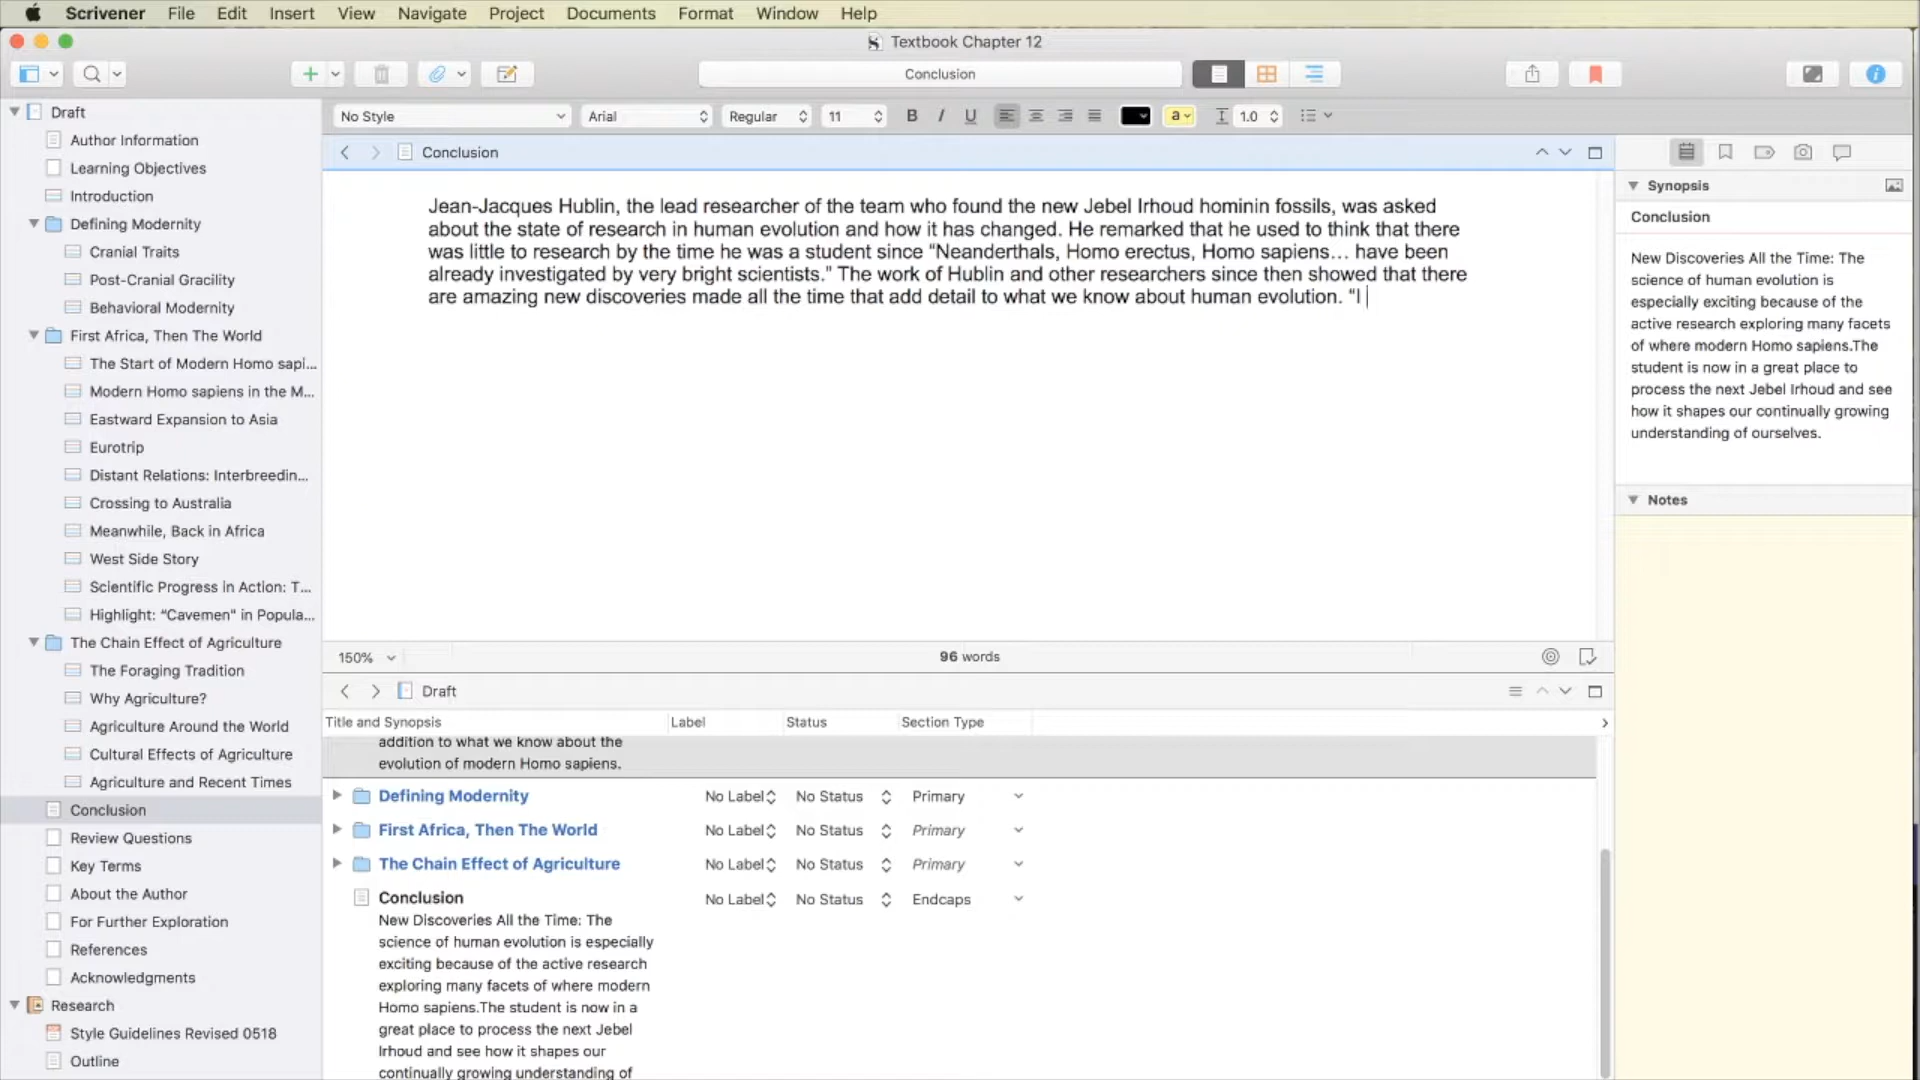 Scrivener File Edit Insert View Navigate Project Documents Format Window Help
Textbook Chapter 12
Conclusion
No Style Arial Regular 11 B I U a 1.0
Draft
Author Information
Learning Objectives
Introduction
Defining Modernity
Cranial Traits
Post-Cranial Gracility
Behavioral Modernity
First Africa, Then The World
The Start of Modern Homo sapi...
Modern Homo sapiens in the M...
Eastward Expansion to Asia
Eurotrip
Distant Relations: Interbreedin...
Crossing to Australia
Meanwhile, Back in Africa
West Side Story
Scientific Progress in Action: T...
Highlight: “Cavemen” in Popula...
The Chain Effect of Agriculture
The Foraging Tradition
Why Agriculture?
Agriculture Around the World
Cultural Effects of Agriculture
Agriculture and Recent Times
Conclusion
Review Questions
Key Terms
About the Author
For Further Exploration
References
Acknowledgments
Research
Style Guidelines Revised 0518
Outline
Conclusion
Jean-Jacques Hublin, the lead researcher of the team who found the new Jebel Irhoud hominin fossils, was asked
about the state of research in human evolution and how it has changed. He remarked that he used to think that there
was little to research by the time he was a student since “Neanderthals, Homo erectus, Homo sapiens… have been
already investigated by very bright scientists.” The work of Hublin and other researchers since then showed that there
are amazing new discoveries made all the time that add detail to what we know about human evolution. “I
150% 96 words
Draft
Title and Synopsis Label Status Section Type
addition to what we know about the
evolution of modern Homo sapiens.
Defining Modernity No Label No Status Primary
First Africa, Then The World No Label No Status Primary
The Chain Effect of Agriculture No Label No Status Primary
Conclusion No Label No Status Endcaps
New Discoveries All the Time: The
science of human evolution is especially
exciting because of the active research
exploring many facets of where modern
Homo sapiens.The student is now in a
great place to process the next Jebel
Irhoud and see how it shapes our
continually growing understanding of
Synopsis
Conclusion
New Discoveries All the Time: The
science of human evolution is
especially exciting because of the
active research exploring many facets
of where modern Homo sapiens.The
student is now in a great place to
process the next Jebel Irhoud and see
how it shapes our continually growing
understanding of ourselves.
Notes